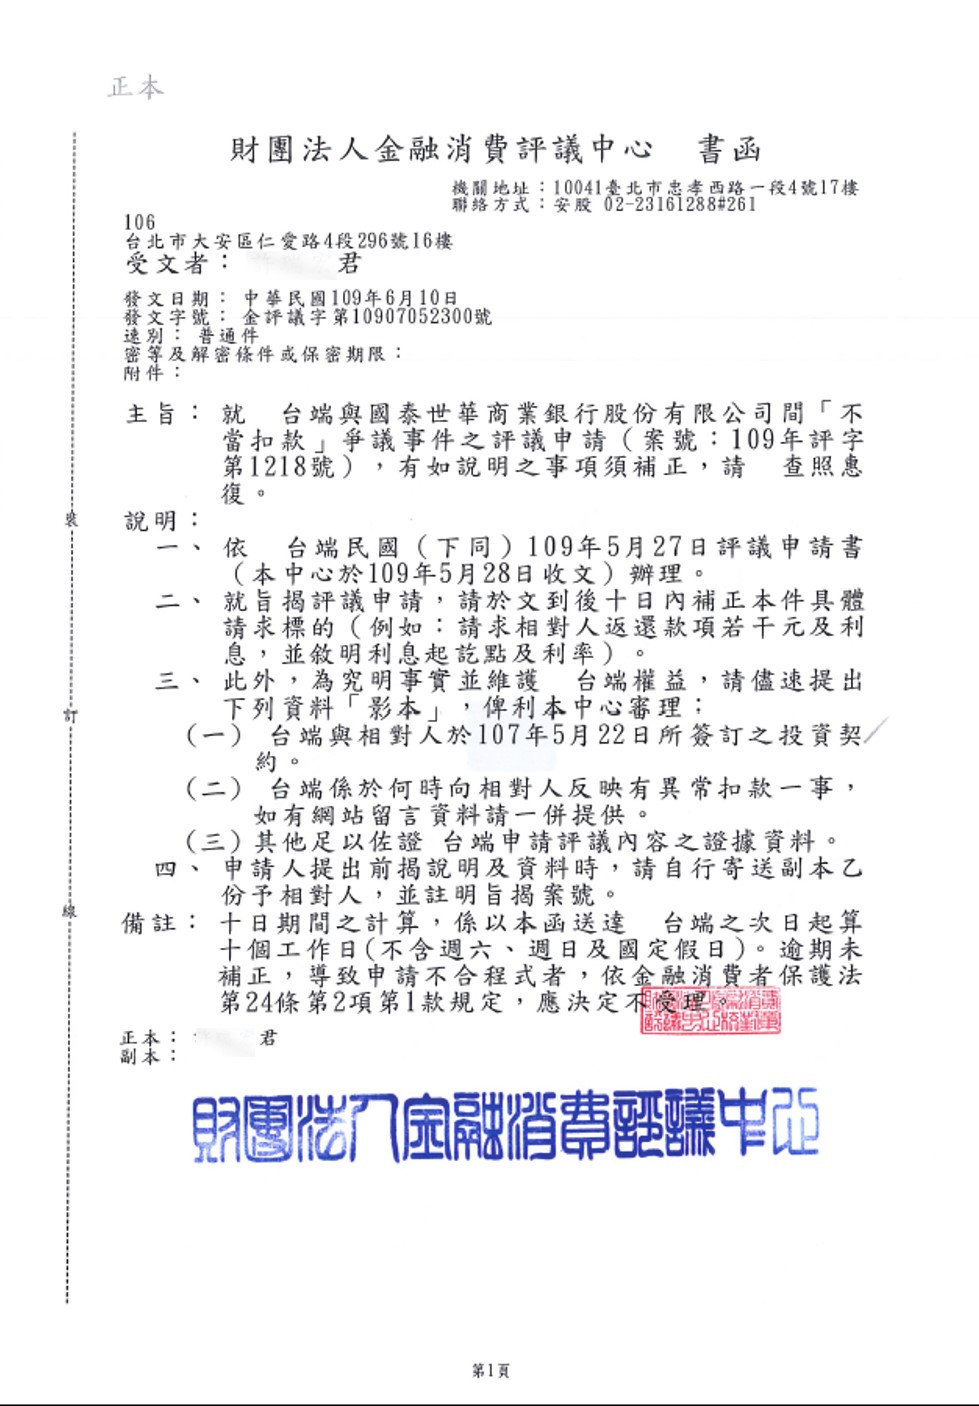 正本
財團法人金融消費評議中心　書函
機關地址：10041臺北市忠孝西路一段4號17樓
聯絡方式：安股 02-23161288#261
106
台北市大安區仁愛路4段296號16樓
受文者：　　　君
發文日期：中華民國109年6月10日
發文字號：金評議字第10907052300號
速別：普通件
密等及解密條件或保密期限：
附件：
主旨：就　台端與國泰世華商業銀行股份有限公司間「不
當扣款」爭議事件之評議申請（案號：109年評字
第1218號），有如說明之事項須補正，請　查照惠
復。
說明：
一、依　台端民國（下同）109年5月27日評議申請書
（本中心於109年5月28日收文）辦理。
二、就旨揭評議申請，請於文到後十日內補正本件具體
請求標的（例如：請求相對人返還款項若干元及利
息，並敘明利息起訖點及利率）。
三、此外，為究明事實並維護　台端權益，請儘速提出
下列資料「影本」，俾利本中心審理：
（一）台端與相對人於107年5月22日所簽訂之投資契
約。
（二）台端係於何時向相對人反映有異常扣款一事，
如有網站留言資料請一併提供。
（三）其他足以佐證　台端申請評議內容之證據資料。
四、申請人提出前揭說明及資料時，請自行寄送副本乙
份予相對人，並註明旨揭案號。
備註：十日期間之計算，係以本函送達　台端之次日起算
十個工作日(不含週六、週日及國定假日)。逾期未
補正，導致申請不合程式者，依金融消費者保護法
第24條第2項第1款規定，應決定不受理。
正本：　　　君
副本：
財團法人金融消費評議中心
裝
訂
線
第1頁